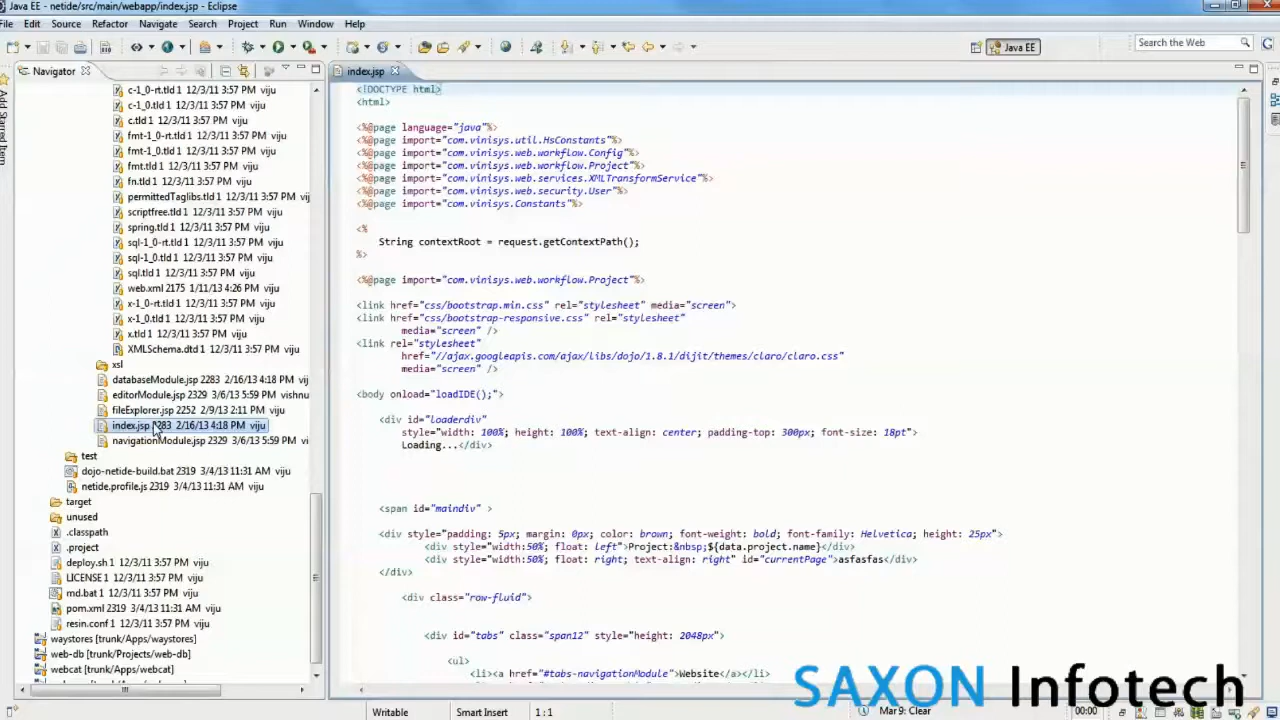 Java EE - netide/src/main/webapp/index.jsp - Eclipse
File Edit Source Refactor Navigate Search Project Run Window Help
Java EE
Search the Web
Add Starred Item
Navigator
c-1_0-rt.tld 1 12/3/11 3:57 PM viju
c-1_0.tld 1 12/3/11 3:57 PM viju
c.tld 1 12/3/11 3:57 PM viju
fmt-1_0-rt.tld 1 12/3/11 3:57 PM viju
fmt-1_0.tld 1 12/3/11 3:57 PM viju
fmt.tld 1 12/3/11 3:57 PM viju
fn.tld 1 12/3/11 3:57 PM viju
permittedTaglibs.tld 1 12/3/11 3:57 PM viju
scriptfree.tld 1 12/3/11 3:57 PM viju
spring.tld 1 12/3/11 3:57 PM viju
sql-1_0-rt.tld 1 12/3/11 3:57 PM viju
sql-1_0.tld 1 12/3/11 3:57 PM viju
sql.tld 1 12/3/11 3:57 PM viju
web.xml 2175 1/11/13 4:26 PM viju
x-1_0-rt.tld 1 12/3/11 3:57 PM viju
x-1_0.tld 1 12/3/11 3:57 PM viju
x.tld 1 12/3/11 3:57 PM viju
XMLSchema.dtd 1 12/3/11 3:57 PM viju
xsl
databaseModule.jsp 2283 2/16/13 4:18 PM vij
editorModule.jsp 2329 3/6/13 5:59 PM vishnu
fileExplorer.jsp 2252 2/9/13 2:11 PM viju
index.jsp 2283 2/16/13 4:18 PM viju
navigationModule.jsp 2329 3/6/13 5:59 PM vi
test
dojo-netide-build.bat 2319 3/4/13 11:31 AM viju
netide.profile.js 2319 3/4/13 11:31 AM viju
target
unused
.classpath
.project
deploy.sh 1 12/3/11 3:57 PM viju
LICENSE 1 12/3/11 3:57 PM viju
md.bat 1 12/3/11 3:57 PM viju
pom.xml 2319 3/4/13 11:31 AM viju
resin.conf 1 12/3/11 3:57 PM viju
waystores [trunk/Apps/waystores]
web-db [trunk/Projects/web-db]
webcat [trunk/Apps/webcat]
index.jsp
<!DOCTYPE html>
<html>
<%@page language="java"%>
<%@page import="com.vinisys.util.HsConstants"%>
<%@page import="com.vinisys.web.workflow.Config"%>
<%@page import="com.vinisys.web.workflow.Project"%>
<%@page import="com.vinisys.web.services.XMLTransformService"%>
<%@page import="com.vinisys.web.security.User"%>
<%@page import="com.vinisys.Constants"%>
<%
String contextRoot = request.getContextPath();
%>
<%@page import="com.vinisys.web.workflow.Project"%>
<link href="css/bootstrap.min.css" rel="stylesheet" media="screen">
<link href="css/bootstrap-responsive.css" rel="stylesheet"
media="screen" />
<link rel="stylesheet"
href="//ajax.googleapis.com/ajax/libs/dojo/1.8.1/dijit/themes/claro/claro.css"
media="screen" />
<body onload="loadIDE();">
<div id="loaderdiv"
style="width: 100%; height: 100%; text-align: center; padding-top: 300px; font-size: 18pt">
Loading...</div>
<span id="maindiv" >
<div style="padding: 5px; margin: 0px; color: brown; font-weight: bold; font-family: Helvetica; height: 25px">
<div style="width:50%; float: left">Project:&nbsp;${data.project.name}</div>
<div style="width:50%; float: right; text-align: right" id="currentPage">asfasfas</div>
</div>
<div class="row-fluid">
<div id="tabs" class="span12" style="height: 2048px">
<ul>
<li><a href="#tabs-navigationModule">Website</a></li>
SAXON Infotech
Writable Smart Insert 1 : 1 00:00 Mar 9: Clear